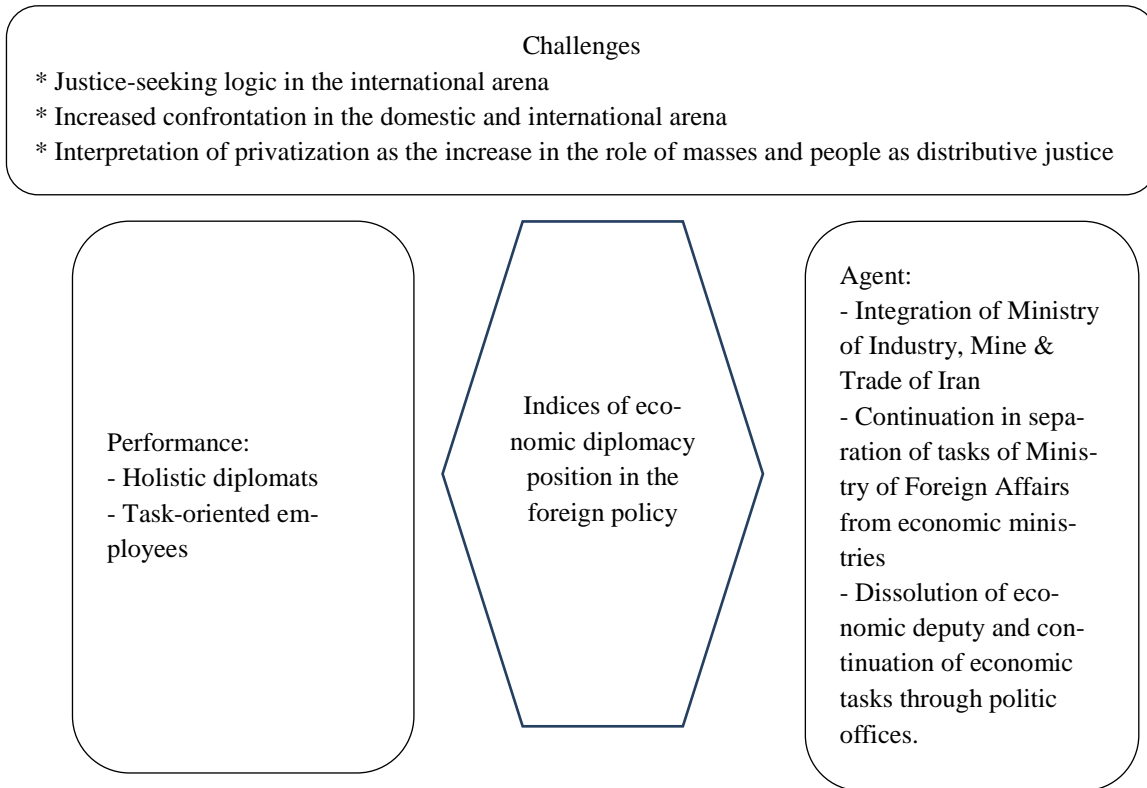 Challenges
* Justice-seeking logic in the international arena
* Increased confrontation in the domestic and international arena
* Interpretation of privatization as the increase in the role of masses and people as distributive justice
Performance:
- Holistic diplomats
- Task-oriented em-
ployees
Indices of eco-
nomic diplomacy
position in the
foreign policy
Agent:
- Integration of Ministry
of Industry, Mine &
Trade of Iran
- Continuation in sepa-
ration of tasks of Minis-
try of Foreign Affairs
from economic minis-
tries
- Dissolution of eco-
nomic deputy and con-
tinuation of economic
tasks through politic
offices.